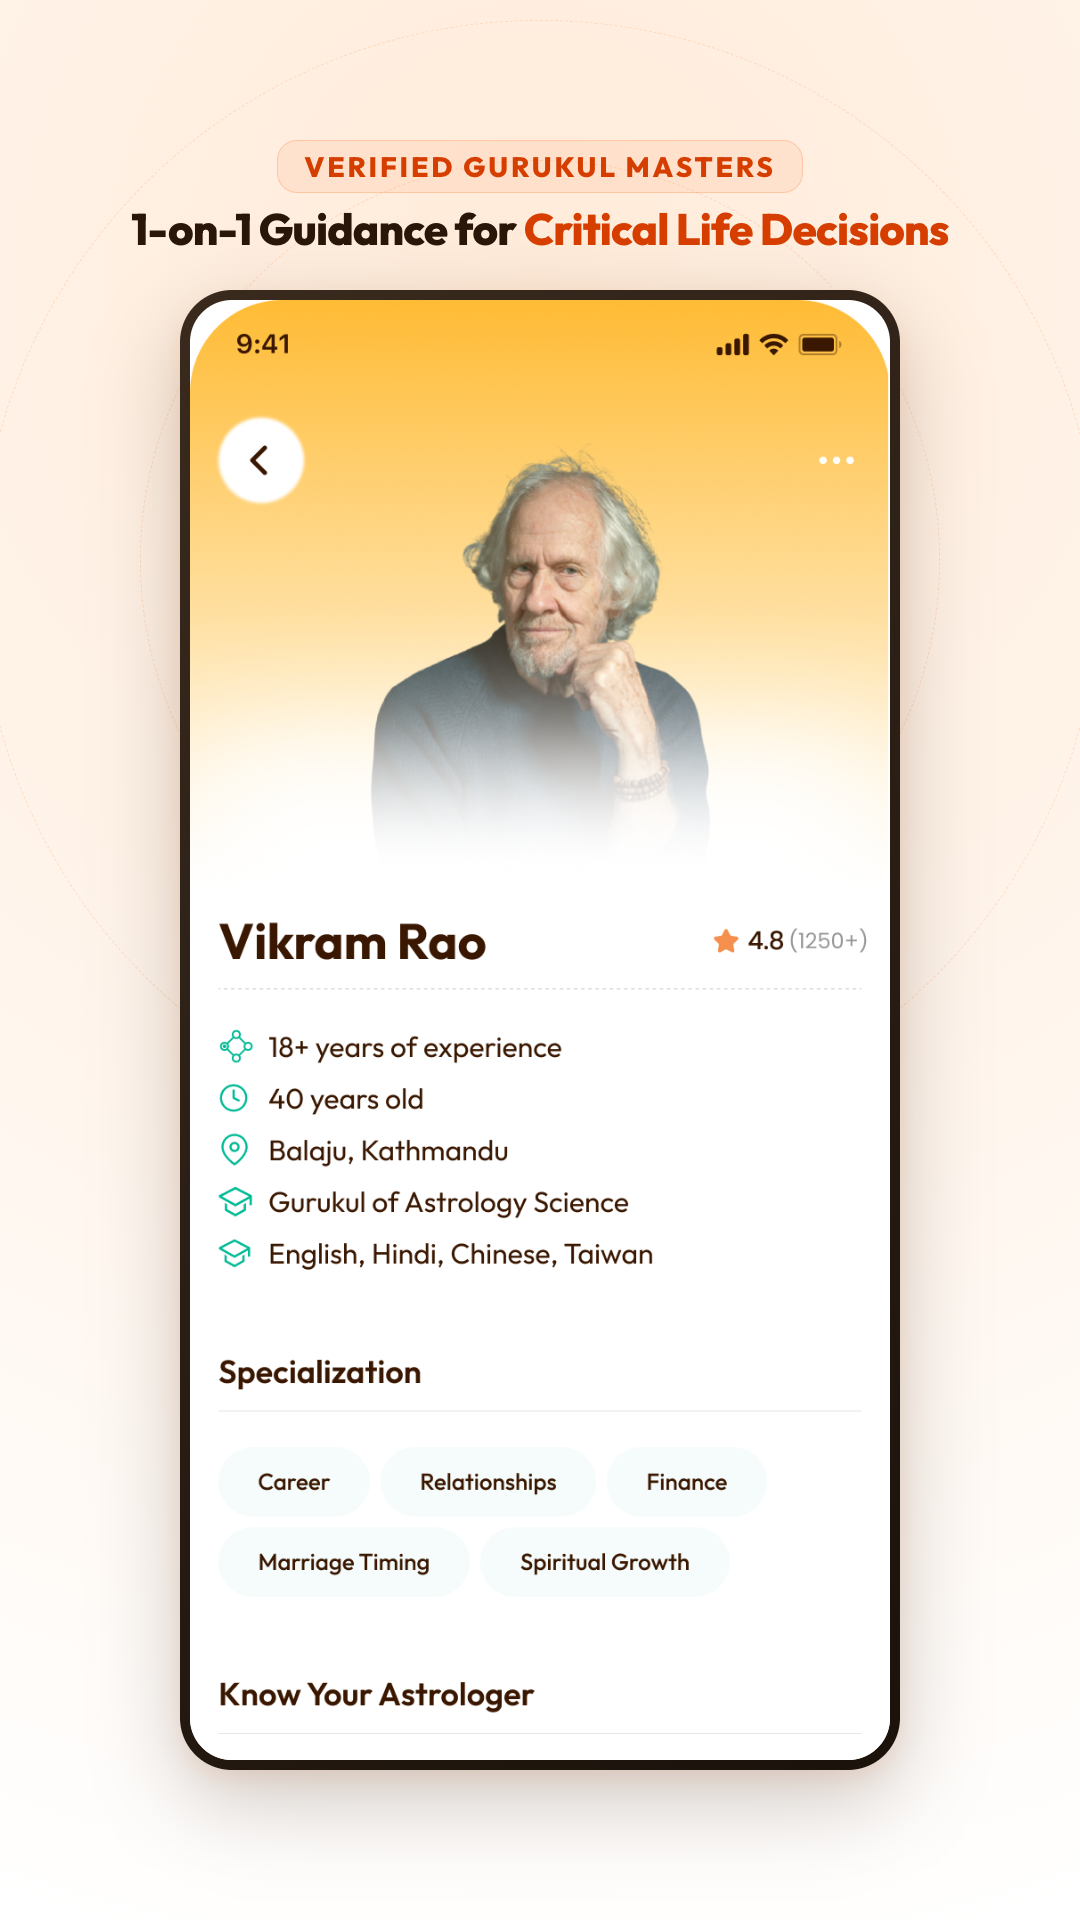 VERIFIED GURUKUL MASTERS
1-on-1 Guidance for Critical Life Decisions
9:41
Vikram Rao
4.8 (1250+)
18+ years of experience
40 years old
Balaju, Kathmandu
Gurukul of Astrology Science
English, Hindi, Chinese, Taiwan
Specialization
Career Relationships Finance
Marriage Timing Spiritual Growth
Know Your Astrologer